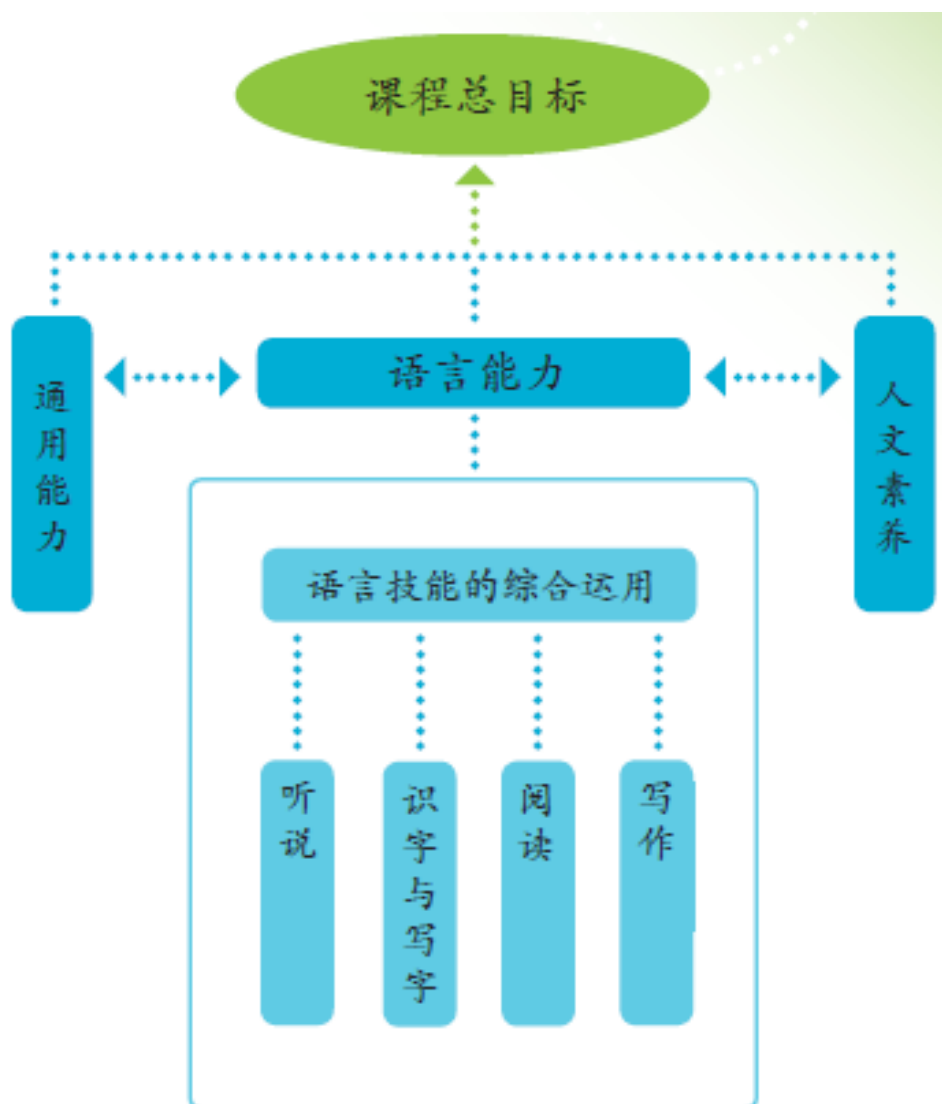 课程总目标
通用能力
语言能力
人文素养
语言技能的综合运用
听说
识字与写字
阅读
写作